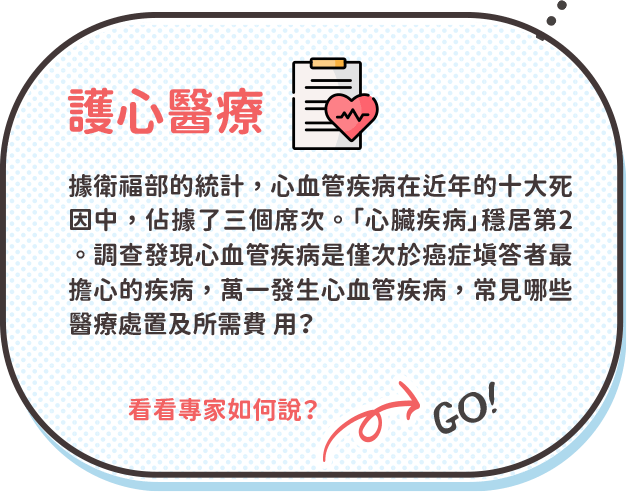 護心醫療
據衛福部的統計，心血管疾病在近年的十大死
因中，佔據了三個席次。「心臟疾病」穩居第2
。調查發現心血管疾病是僅次於癌症填答者最
擔心的疾病，萬一發生心血管疾病，常見哪些
醫療處置及所需費 用？
看看專家如何說？
GO!